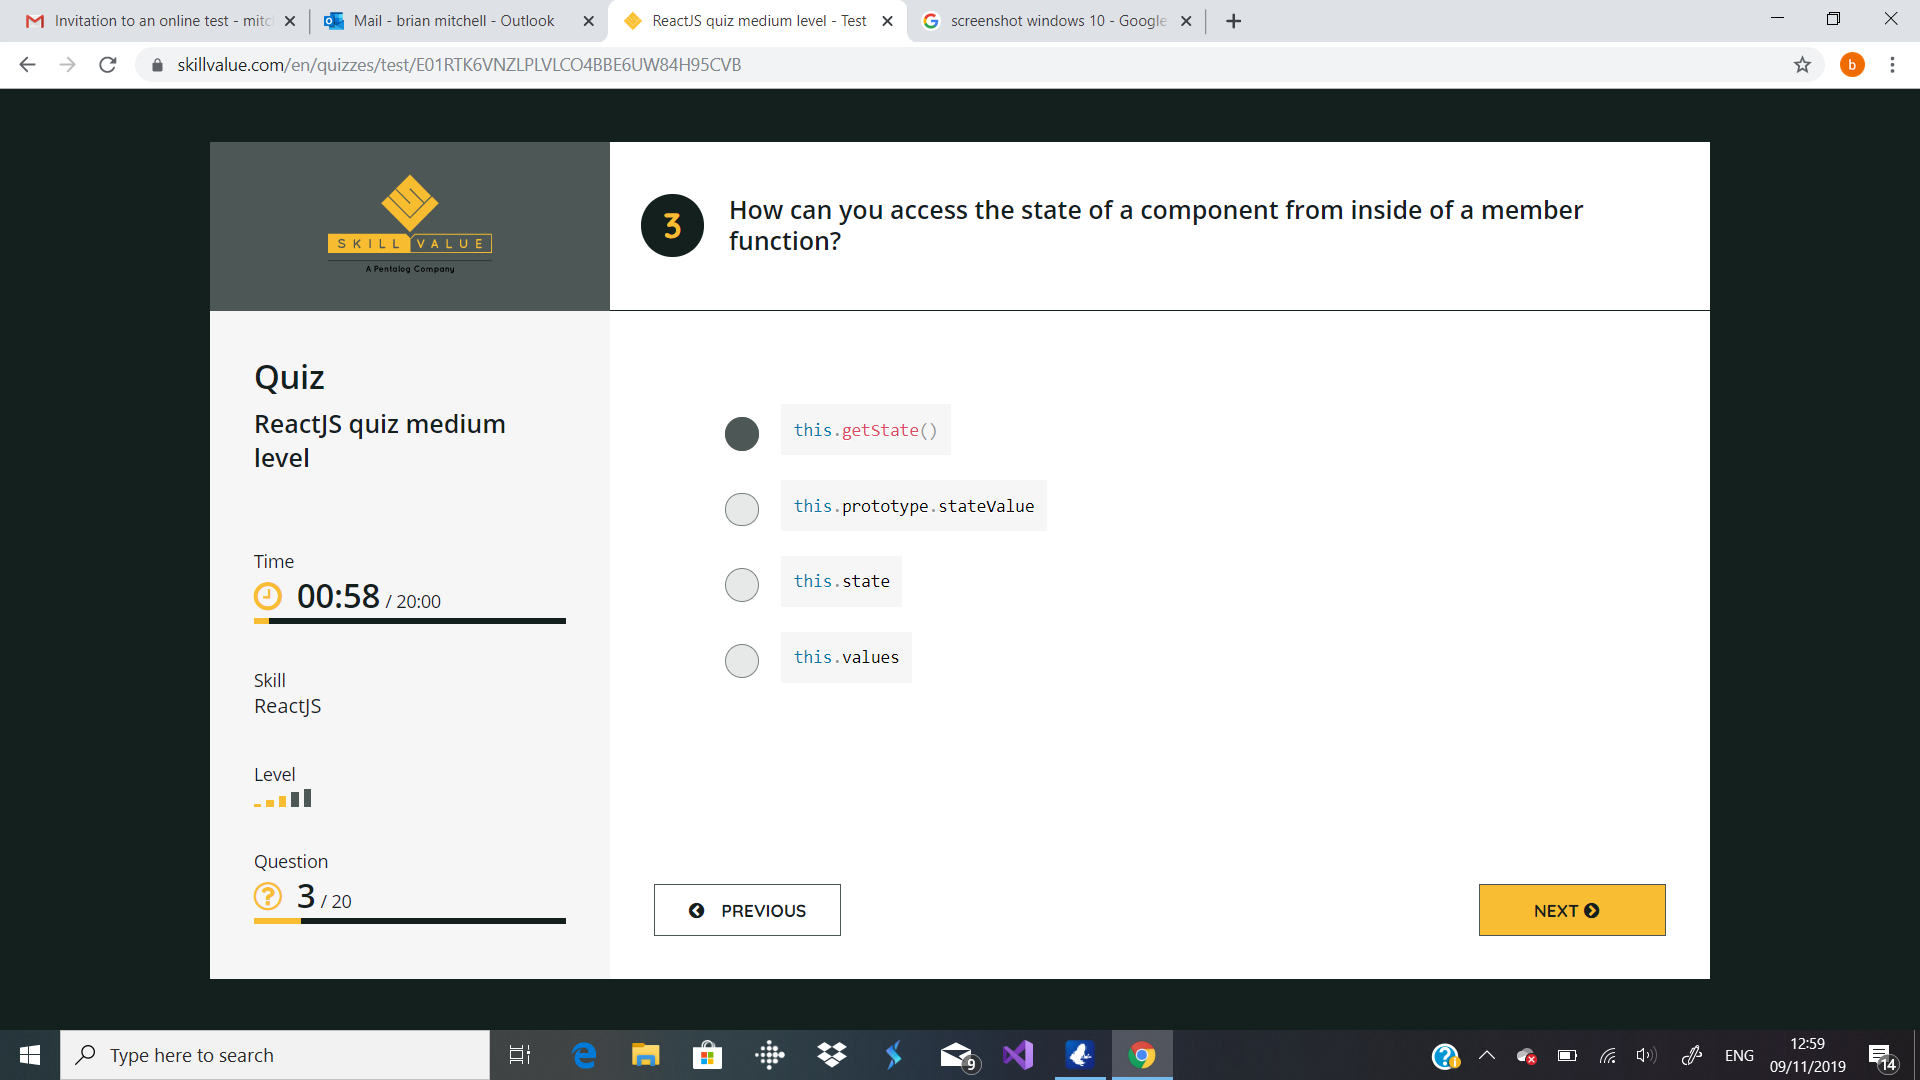 Invitation to an online test - mitc
Mail - brian mitchell - Outlook
ReactJS quiz medium level - Test
screenshot windows 10 - Google
skillvalue.com/en/quizzes/test/E01RTK6VNZLPLVLCO4BBE6UW84H95CVB
b
SKILL VALUE
A Pentalog Company
3
How can you access the state of a component from inside of a member
function?
Quiz
ReactJS quiz medium
level
Time
00:58 / 20:00
Skill
ReactJS
Level
Question
3 / 20
this.getState()
this.prototype.stateValue
this.state
this.values
PREVIOUS
NEXT
Type here to search
9
ENG
12:59
09/11/2019
14